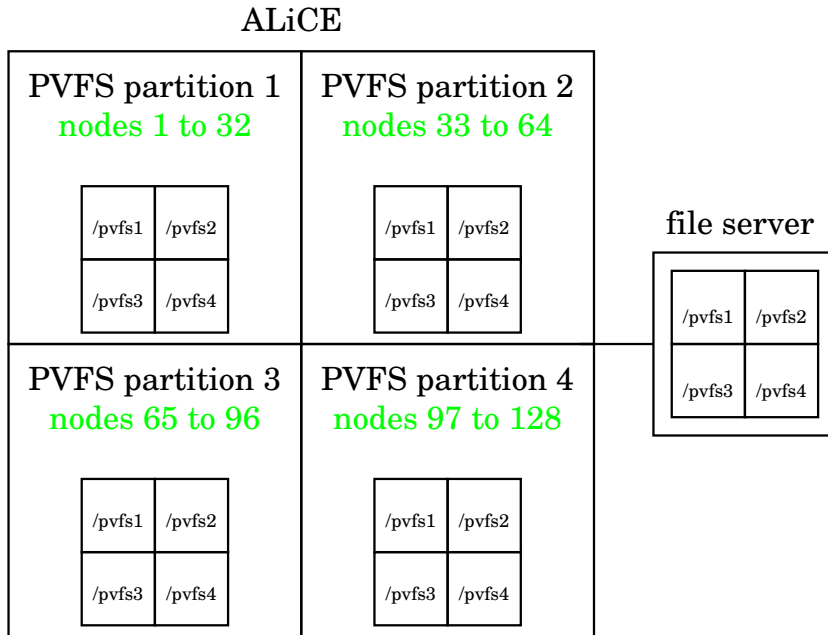 ALiCE
PVFS partition 1
nodes 1 to 32
/pvfs1 /pvfs2
/pvfs3 /pvfs4
PVFS partition 2
nodes 33 to 64
/pvfs1 /pvfs2
/pvfs3 /pvfs4
PVFS partition 3
nodes 65 to 96
/pvfs1 /pvfs2
/pvfs3 /pvfs4
PVFS partition 4
nodes 97 to 128
/pvfs1 /pvfs2
/pvfs3 /pvfs4
file server
/pvfs1 /pvfs2
/pvfs3 /pvfs4